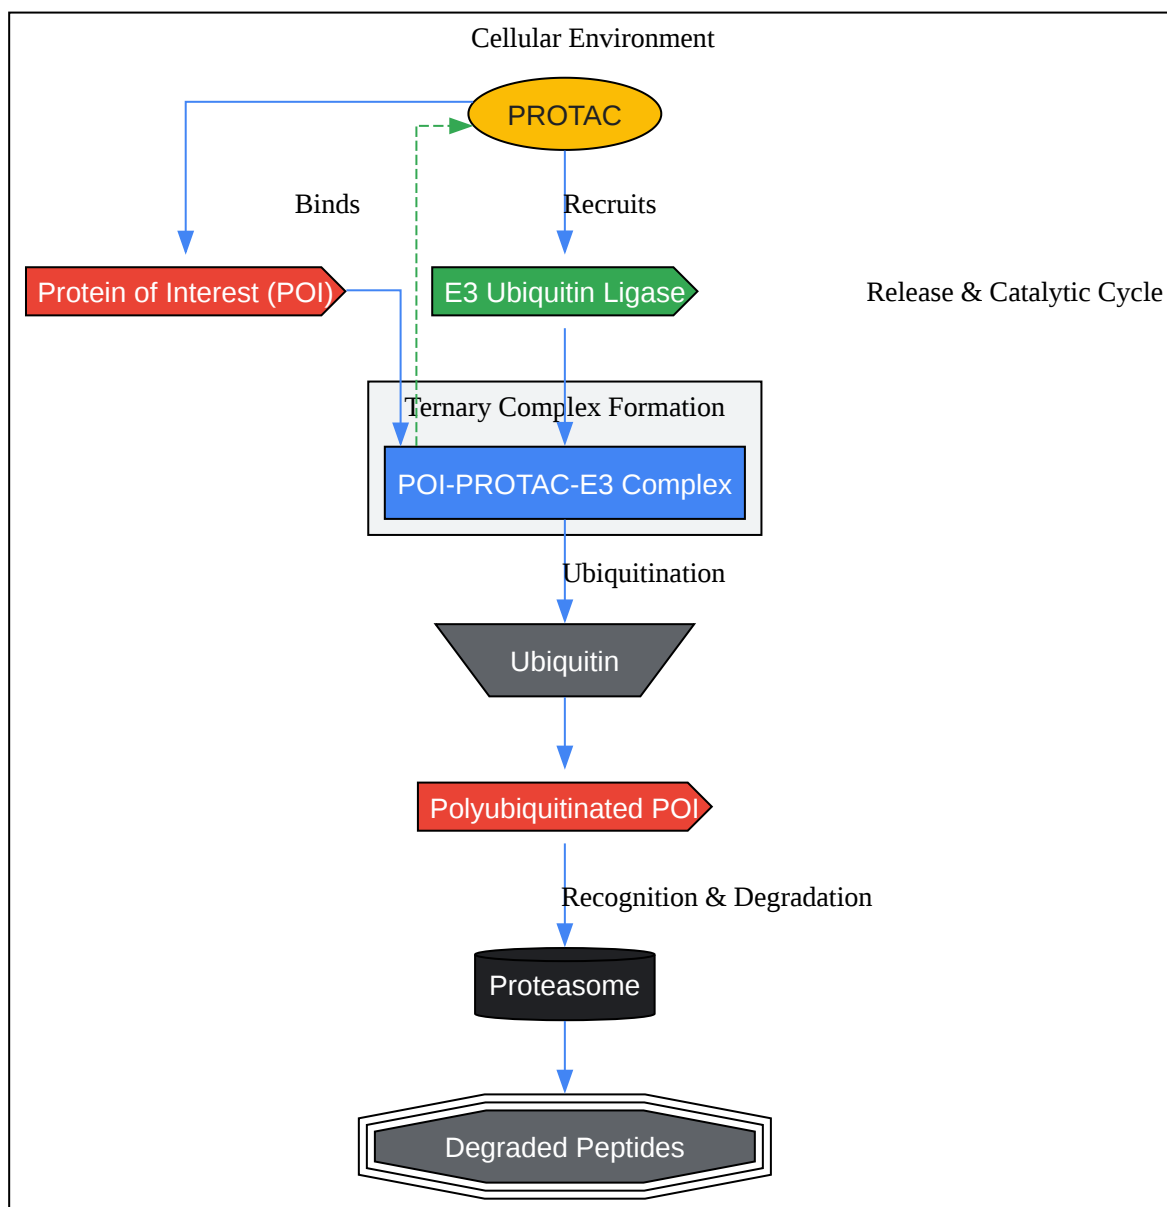 Cellular Environment
PROTAC
Binds
Recruits
Protein of Interest (POI)
E3 Ubiquitin Ligase
Release & Catalytic Cycle
Ternary Complex Formation
POI-PROTAC-E3 Complex
Ubiquitination
Ubiquitin
Polyubiquitinated POI
Recognition & Degradation
Proteasome
Degraded Peptides